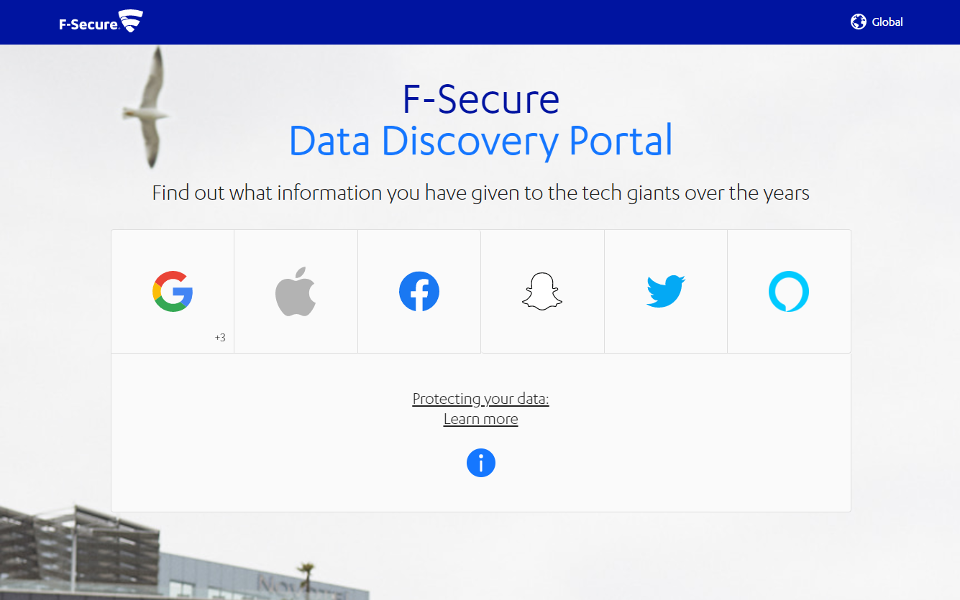 F-Secure
Global
F-Secure
Data Discovery Portal
Find out what information you have given to the tech giants over the years
+3
Protecting your data:
Learn more